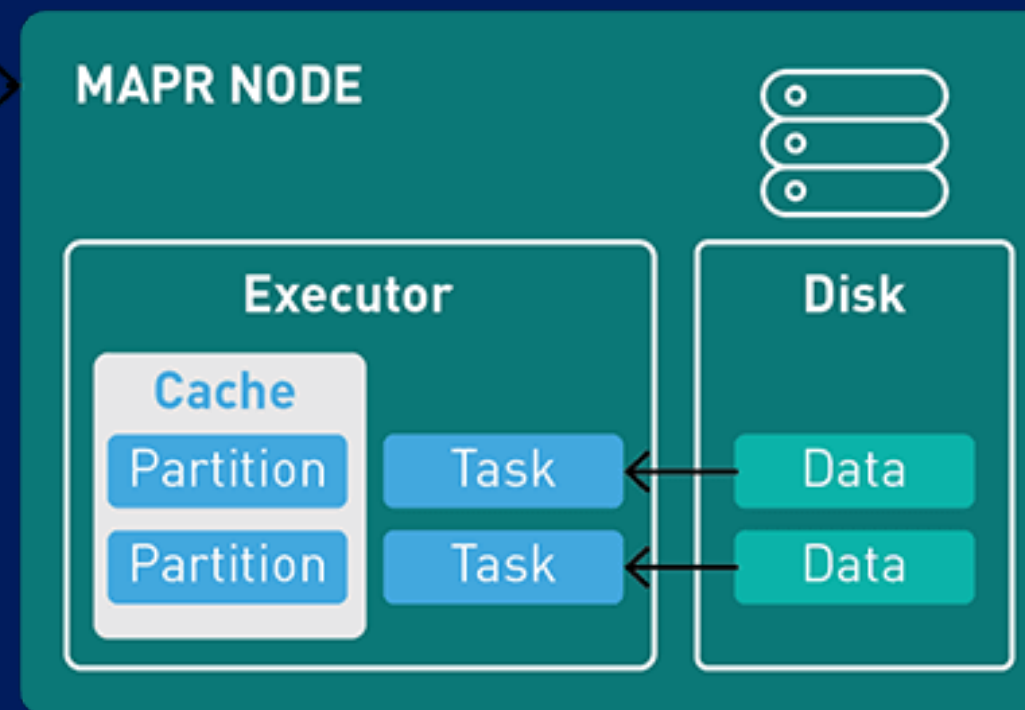 MAPR NODE
Executor
Disk
Cache
Partition
Task
Data
Partition
Task
Data